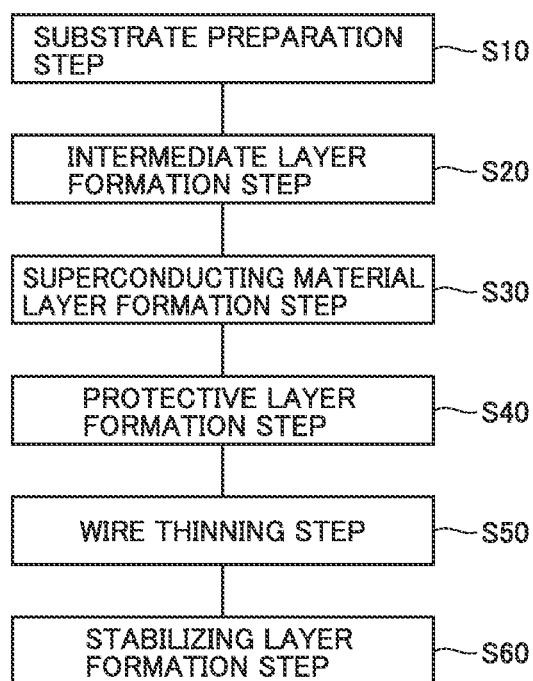 SUBSTRATE PREPARATION
STEP
S10
INTERMEDIATE LAYER
FORMATION STEP
S20
SUPERCONDUCTING MATERIAL
LAYER FORMATION STEP
S30
PROTECTIVE LAYER
FORMATION STEP
S40
WIRE THINNING STEP
S50
STABILIZING LAYER
FORMATION STEP
S60